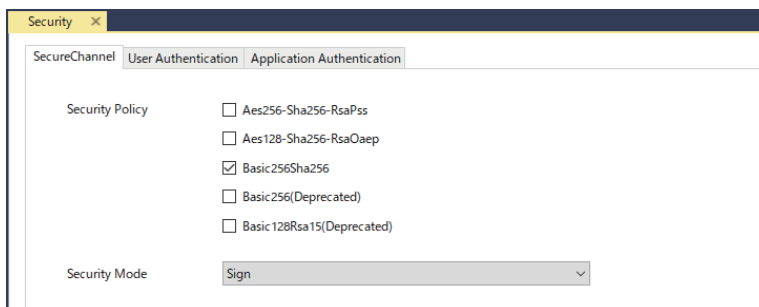 Security ×
SecureChannel User Authentication Application Authentication
Security Policy Aes256-Sha256-RsaPss
Aes128-Sha256-RsaOaep
Basic256Sha256
Basic256(Deprecated)
Basic128Rsa15(Deprecated)
Security Mode Sign